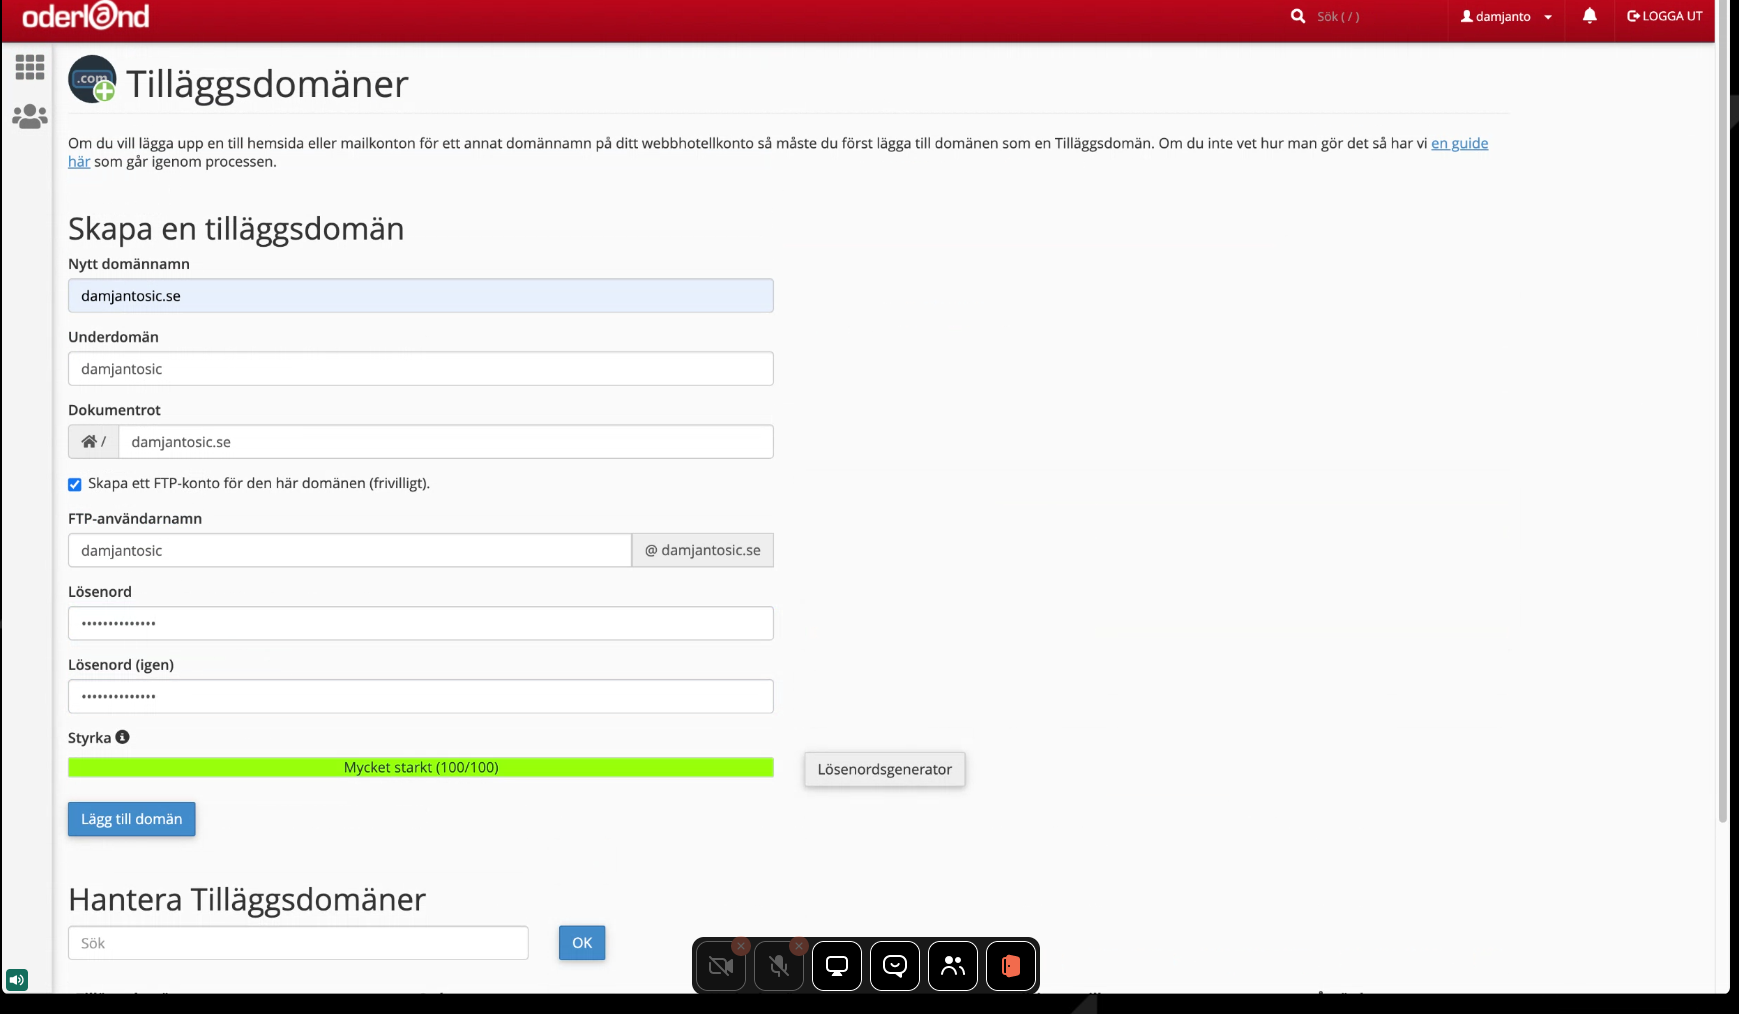 oderland
Sök ( / )
damjanto
LOGGA UT
.com
Tilläggsdomäner
Om du vill lägga upp en till hemsida eller mailkonton för ett annat domännamn på ditt webbhotellkonto så måste du först lägga till domänen som en Tilläggsdomän. Om du inte vet hur man gör det så har vi en guide
här som går igenom processen.
Skapa en tilläggsdomän
Nytt domännamn
damjantosic.se
Underdomän
damjantosic
Dokumentrot
/ damjantosic.se
Skapa ett FTP-konto för den här domänen (frivilligt).
FTP-användarnamn
damjantosic @ damjantosic.se
Lösenord
••••••••••••••
Lösenord (igen)
••••••••••••••
Styrka
Mycket starkt (100/100)
Lösenordsgenerator
Lägg till domän
Hantera Tilläggsdomäner
Sök
OK